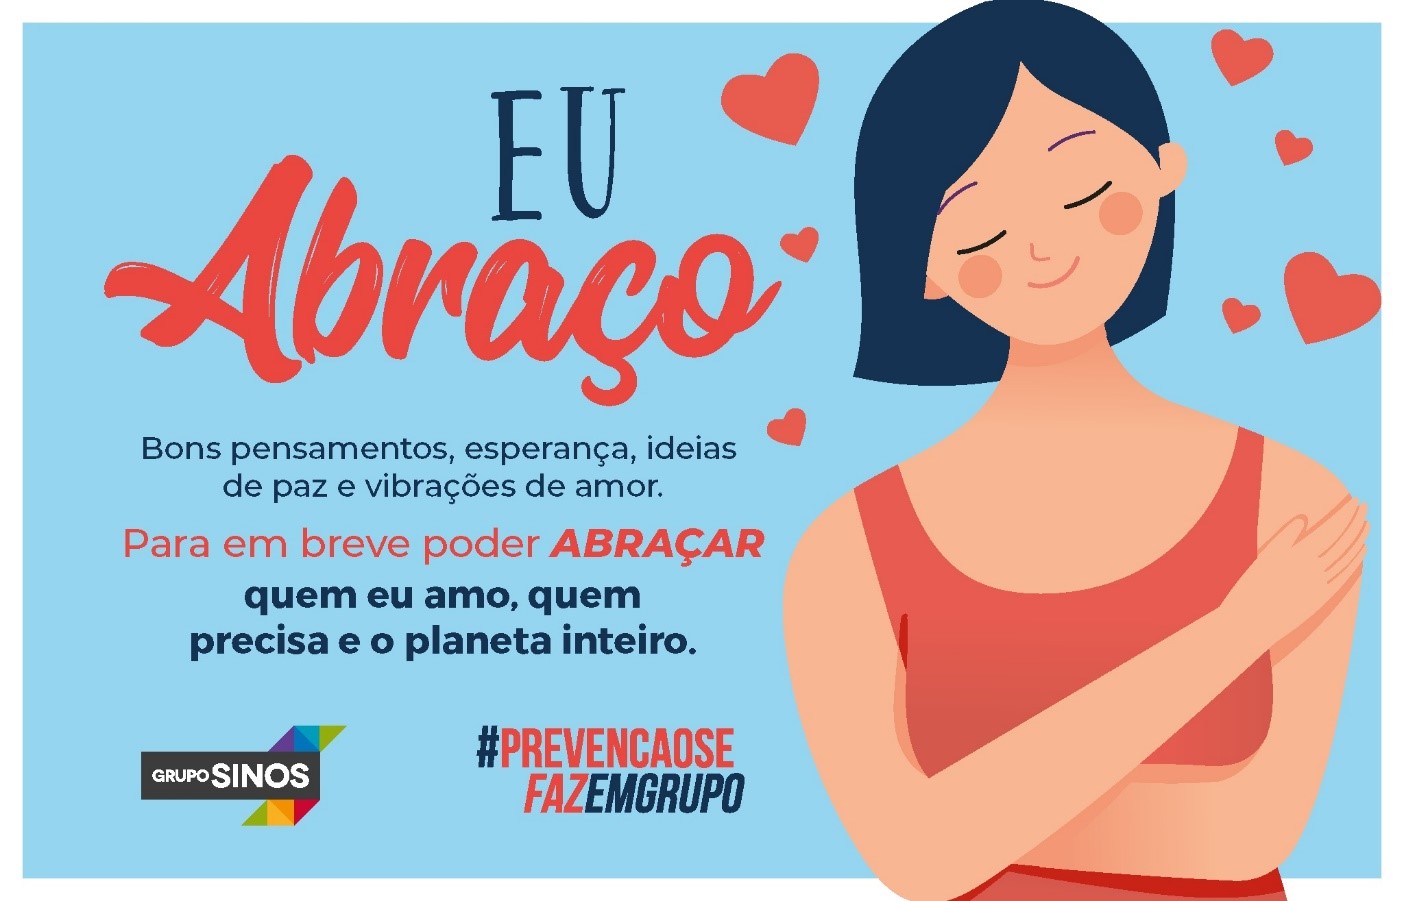 EU
Abraço
Bons pensamentos, esperança, ideias
de paz e vibrações de amor.
Para em breve poder ABRAÇAR
quem eu amo, quem
precisa e o planeta inteiro.
GRUPO SINOS
#PREVENCAOSE
FAZEMGRUPO